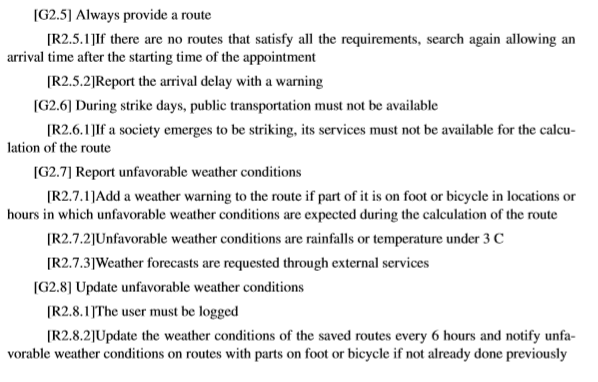 [G2.5] Always provide a route
[R2.5.1]If there are no routes that satisfy all the requirements, search again allowing an
arrival time after the starting time of the appointment
[R2.5.2]Report the arrival delay with a warning
[G2.6] During strike days, public transportation must not be available
[R2.6.1]If a society emerges to be striking, its services must not be available for the calcu-
lation of the route
[G2.7] Report unfavorable weather conditions
[R2.7.1]Add a weather warning to the route if part of it is on foot or bicycle in locations or
hours in which unfavorable weather conditions are expected during the calculation of the route
[R2.7.2]Unfavorable weather conditions are rainfalls or temperature under 3 C
[R2.7.3]Weather forecasts are requested through external services
[G2.8] Update unfavorable weather conditions
[R2.8.1]The user must be logged
[R2.8.2]Update the weather conditions of the saved routes every 6 hours and notify unfa-
vorable weather conditions on routes with parts on foot or bicycle if not already done previously